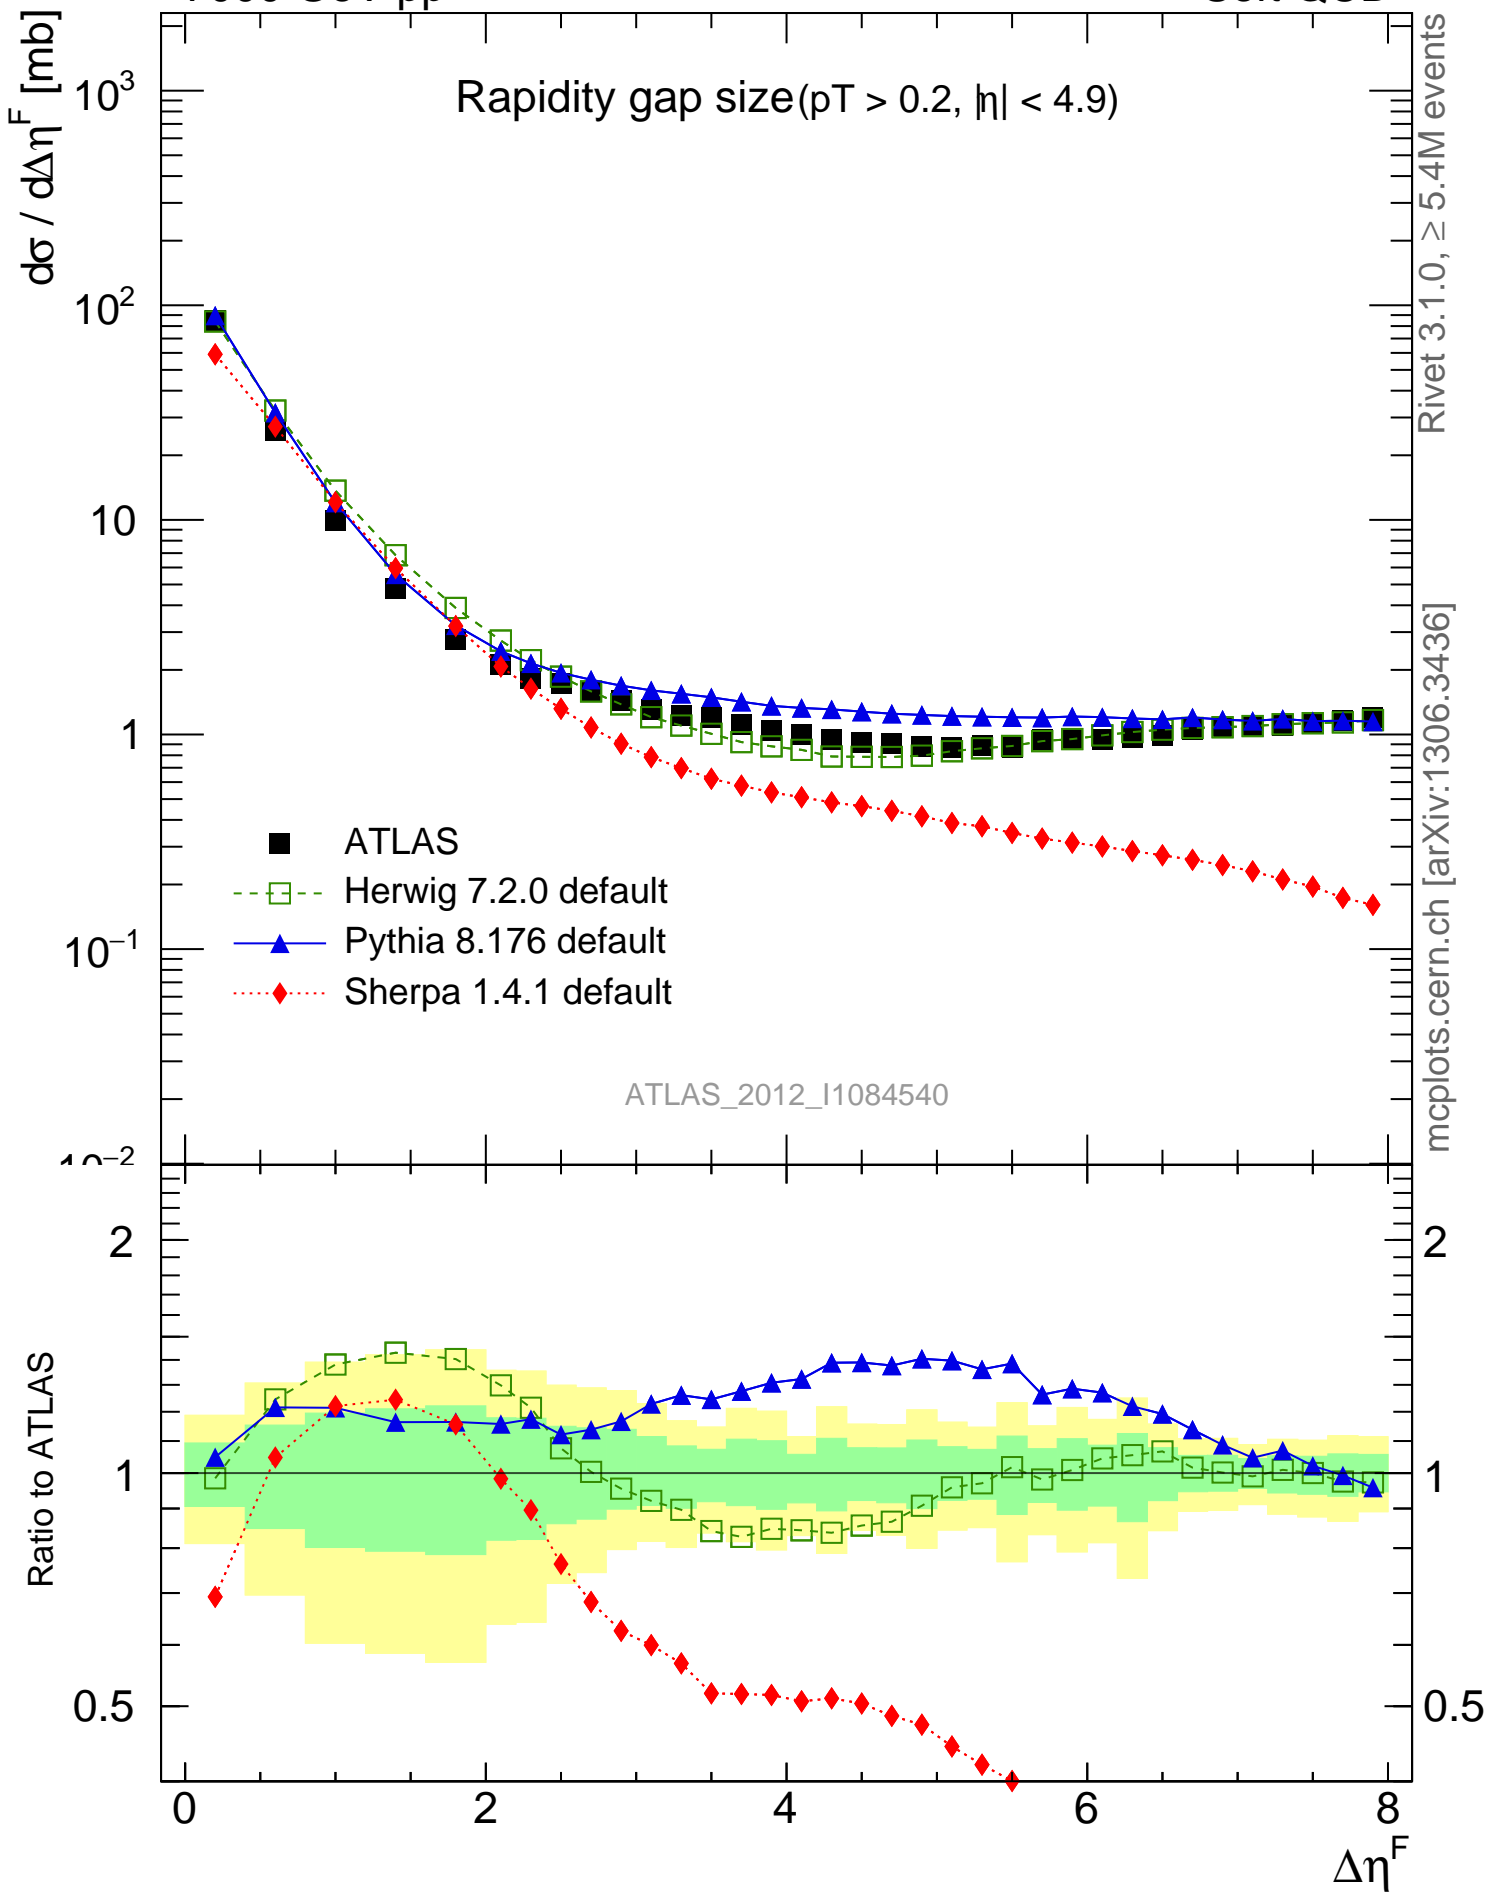 dσ / dΔη^F [mb]
Rapidity gap size (pT > 0.2, |η| < 4.9)
10^3
10^2
10
1
10^−1
ATLAS
Herwig 7.2.0 default
Pythia 8.176 default
Sherpa 1.4.1 default
ATLAS_2012_I1084540
Rivet 3.1.0, ≥ 5.4M events
mcplots.cern.ch [arXiv:1306.3436]
10^−2
Ratio to ATLAS
2 2
1 1
0.5 0.5
0 2 4 6 8
Δη^F